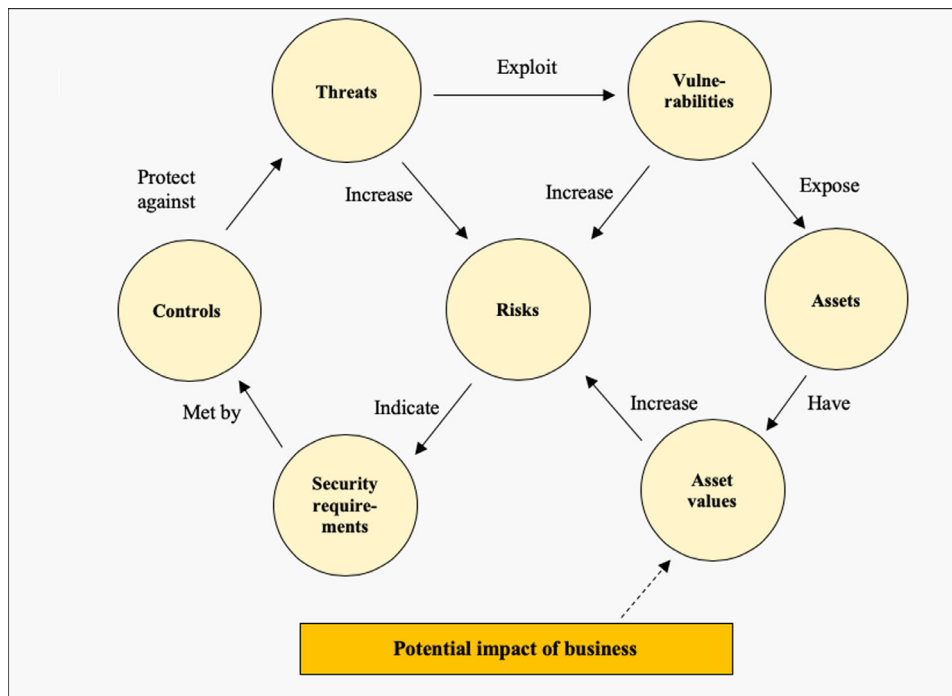 Exploit
Threats
Vulne-
rabilities
Protect
against
Increase
Increase
Expose
Controls
Risks
Assets
Met by
Indicate
Increase
Have
Security
require-
ments
Asset
values
Potential impact of business